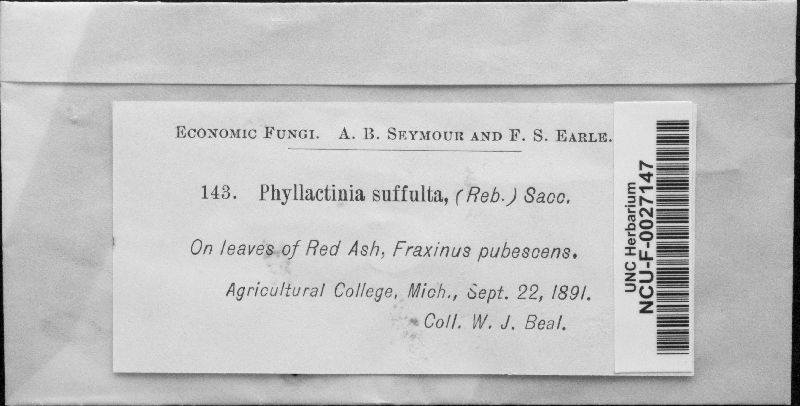 Economic Fungi. A. B. Seymour and F. S. Earle.
143. Phyllactinia suffulta, (Reb.) Sacc.
On leaves of Red Ash, Fraxinus pubescens.
Agricultural College, Mich., Sept. 22, 1891.
Coll. W. J. Beal.
UNC Herbarium
NCU-F-0027147